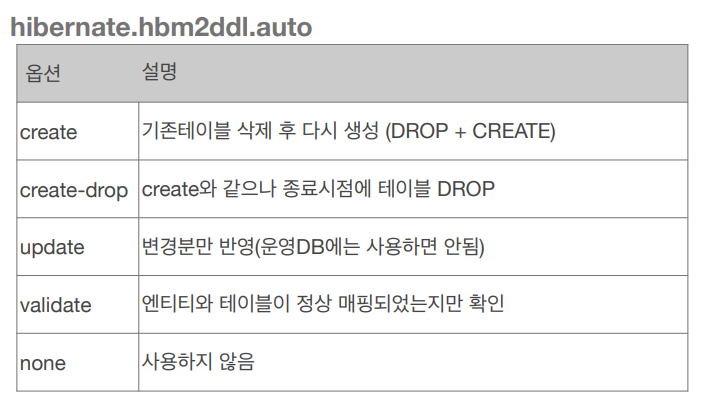 hibernate.hbm2ddl.auto
옵션 설명
create 기존테이블 삭제 후 다시 생성 (DROP + CREATE)
create-drop create와 같으나 종료시점에 테이블 DROP
update 변경분만 반영(운영DB에는 사용하면 안됨)
validate 엔티티와 테이블이 정상 매핑되었는지만 확인
none 사용하지 않음